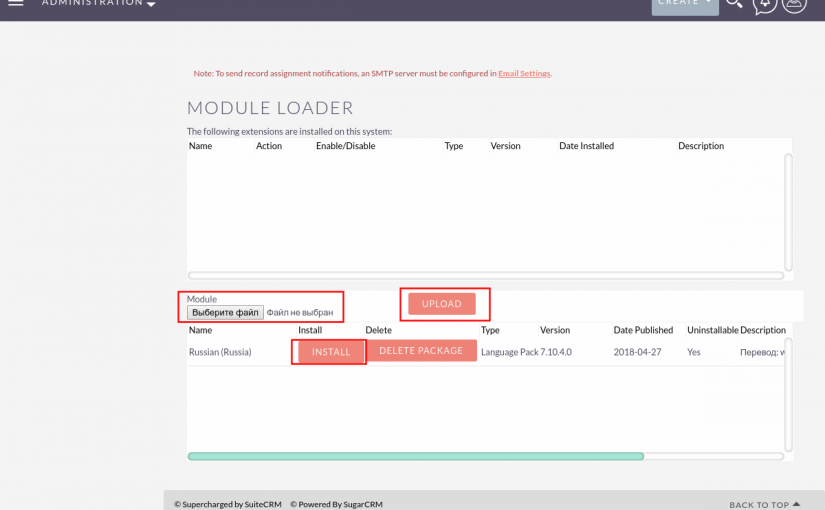 ADMINISTRATION
CREATE
Note: To send record assignment notifications, an SMTP server must be configured in Email Settings.
MODULE LOADER
The following extensions are installed on this system:
Name Action Enable/Disable Type Version Date Installed Description
Module
Выберите файл Файл не выбран
UPLOAD
Name Install Delete Type Version Date Published Uninstallable Description
Russian (Russia) INSTALL DELETE PACKAGE Language Pack 7.10.4.0 2018-04-27 Yes Перевод:
© Supercharged by SuiteCRM © Powered By SugarCRM
BACK TO TOP